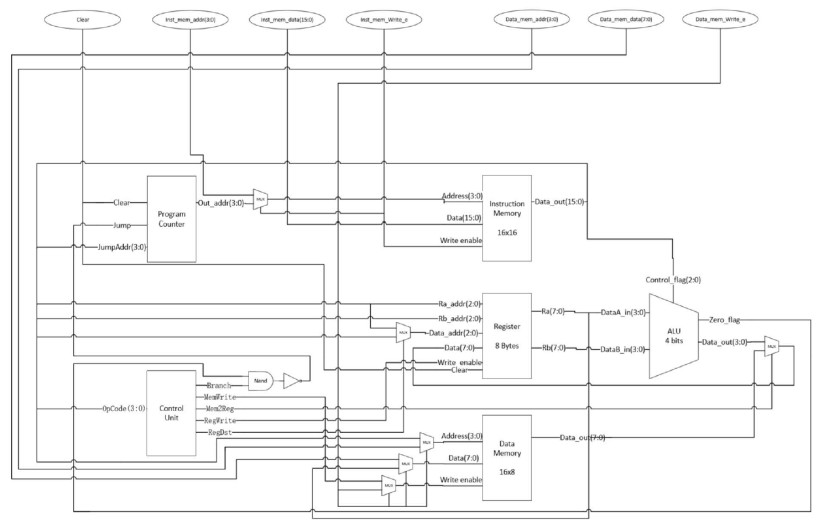 Clear
Inst_mem_addr(3:0)
Inst_mem_data(15:0)
Inst_mem_Write_e
Data_mem_addr(3:0)
Data_mem_data(7:0)
Data_mem_Write_e
Clear
Jump
JumpAddr(3:0)
Program
Counter
Out_addr(3:0)
MUX
Address(3:0)
Data(15:0)
Write enable
Instruction
Memory
16x16
Data_out(15:0)
Control_flag(2:0)
Ra_addr(2:0)
Rb_addr(2:0)
MUX
Data_addr(2:0)
Data(7:0)
Write_enable
Clear
Register
8 Bytes
Ra(7:0)
Rb(7:0)
DataA_in(3:0)
DataB_in(3:0)
ALU
4 bits
Zero_flag
Data_out(3:0)
MUX
OpCode(3:0)
Control
Unit
Branch
MemWrite
Mem2Reg
RegWrite
RegDst
Nand
MUX
MUX
MUX
Address(3:0)
Data(7:0)
Write enable
Data
Memory
16x8
Data_out(7:0)